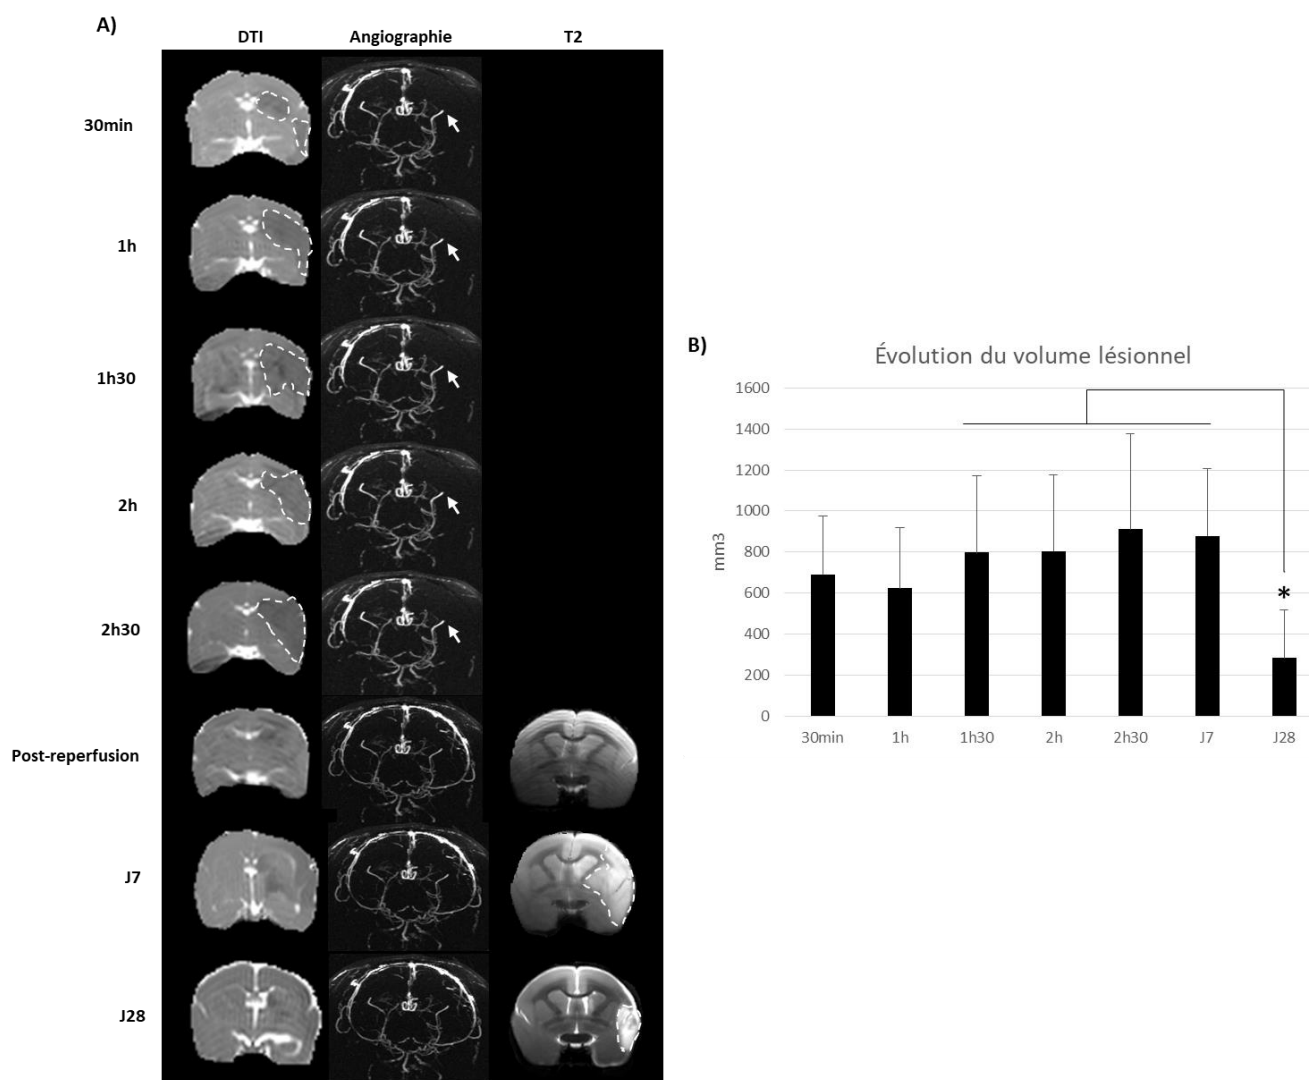 A)
DTI Angiographie T2
30min
1h
1h30
2h
2h30
Post-reperfusion
J7
J28
B)
Évolution du volume lésionnel
mm3
1600
1400
1200
1000
800
600
400
200
0
*
30min 1h 1h30 2h 2h30 J7 J28